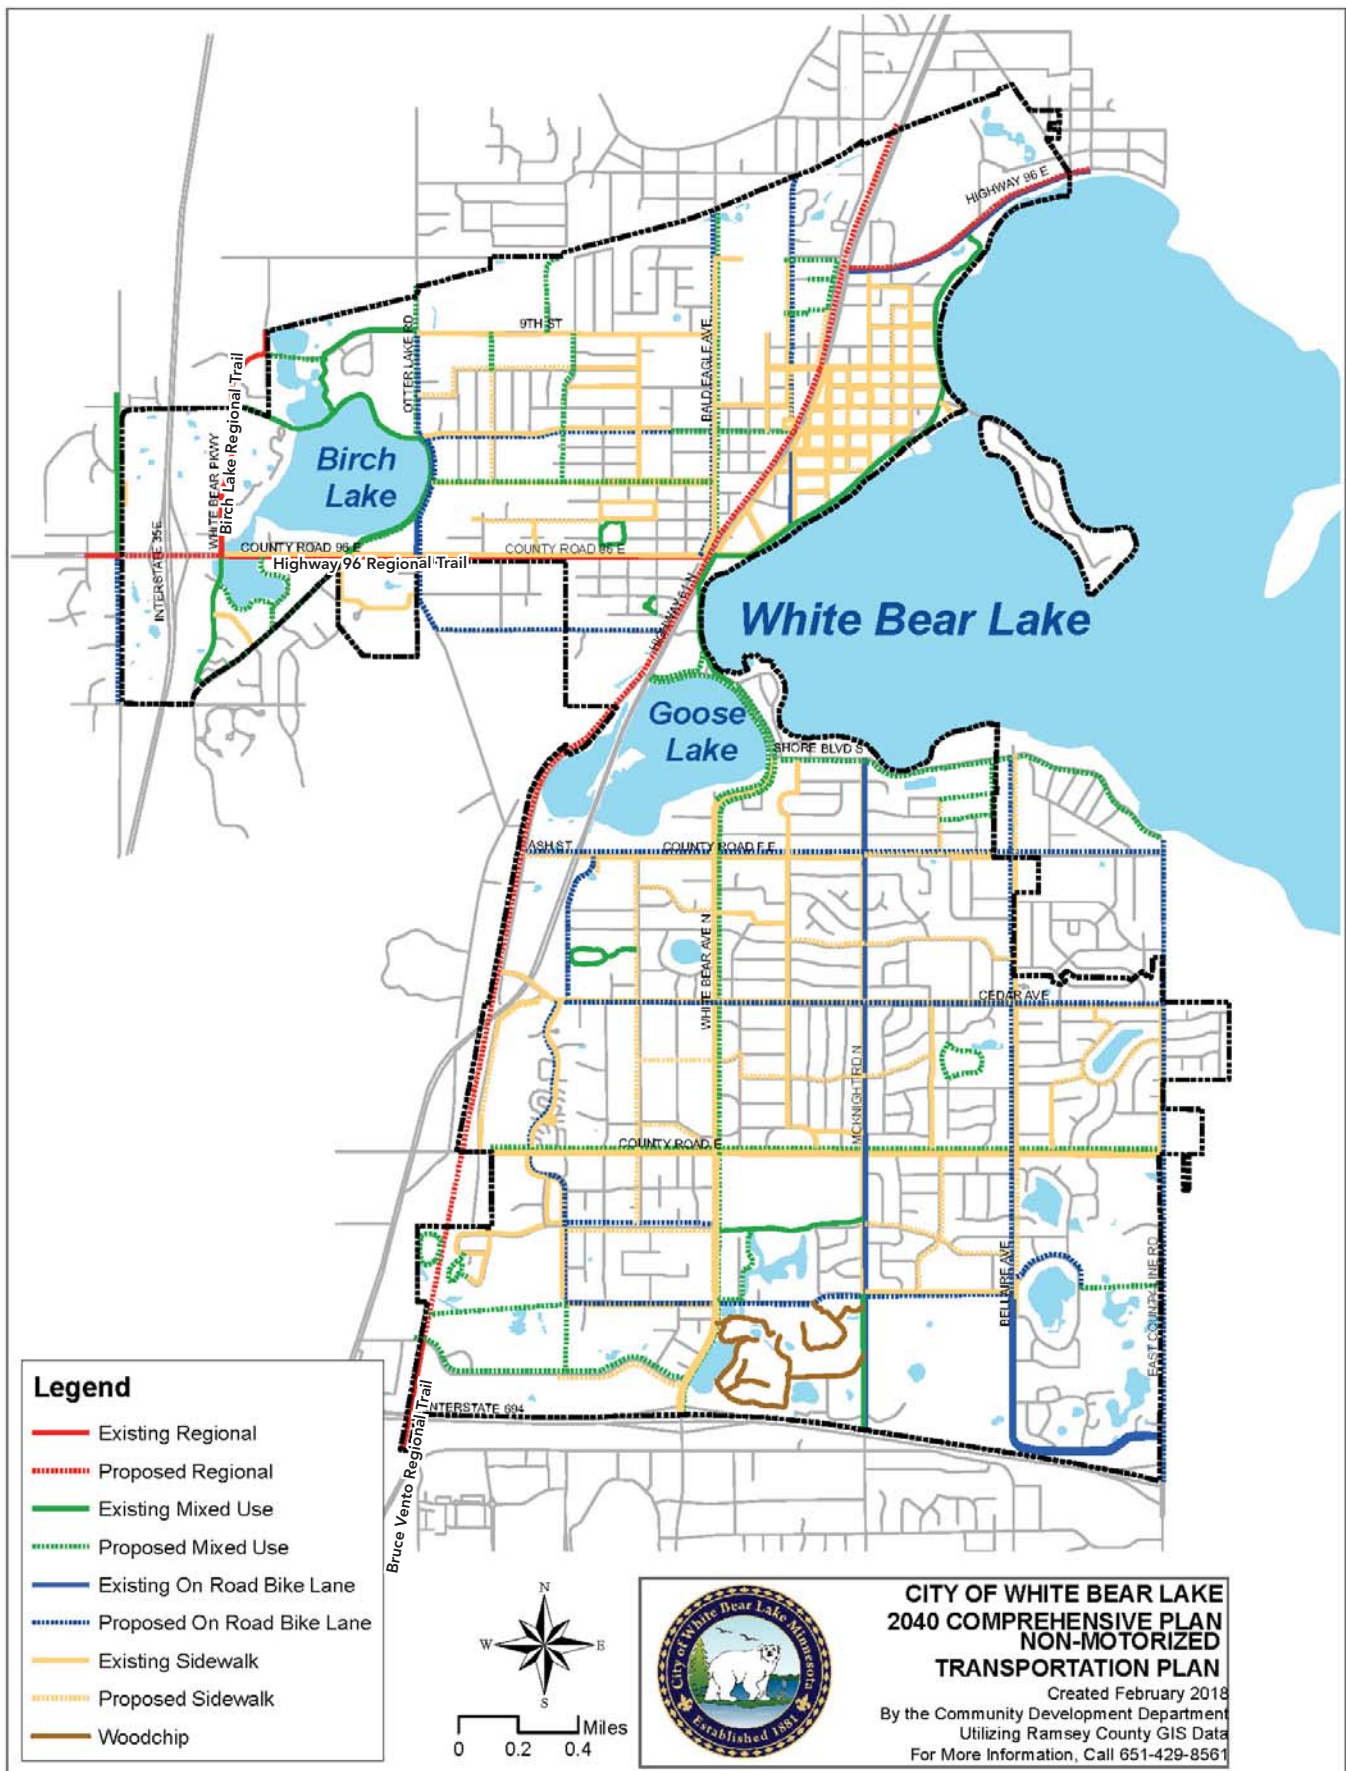 HIGHWAY 96 E
9TH ST
OTTER LAKE RD
BALD EAGLE AVE
Birch Lake Regional Trail
WHITE BEAR PKWY
Birch
Lake
INTERSTATE 35E
COUNTY ROAD 96 E
COUNTY ROAD 96 E
Highway 96 Regional Trail
HIGHWAY 61 N
White Bear Lake
Goose
Lake
SHORE BLVD S
ASH ST
COUNTY ROAD F E
WHITE BEAR AVE N
CEDAR AVE
MCKNIGHT RD N
COUNTY ROAD E
BELLAIRE AVE
EAST COUNTY LINE RD
INTERSTATE 694
Bruce Vento Regional Trail
Legend
Existing Regional
Proposed Regional
Existing Mixed Use
Proposed Mixed Use
Existing On Road Bike Lane
Proposed On Road Bike Lane
Existing Sidewalk
Proposed Sidewalk
Woodchip
N
W E
S
Miles
0 0.2 0.4
City of White Bear Lake Minnesota
Established 1881
CITY OF WHITE BEAR LAKE
2040 COMPREHENSIVE PLAN
NON-MOTORIZED
TRANSPORTATION PLAN
Created February 2018
By the Community Development Department
Utilizing Ramsey County GIS Data
For More Information, Call 651-429-8561